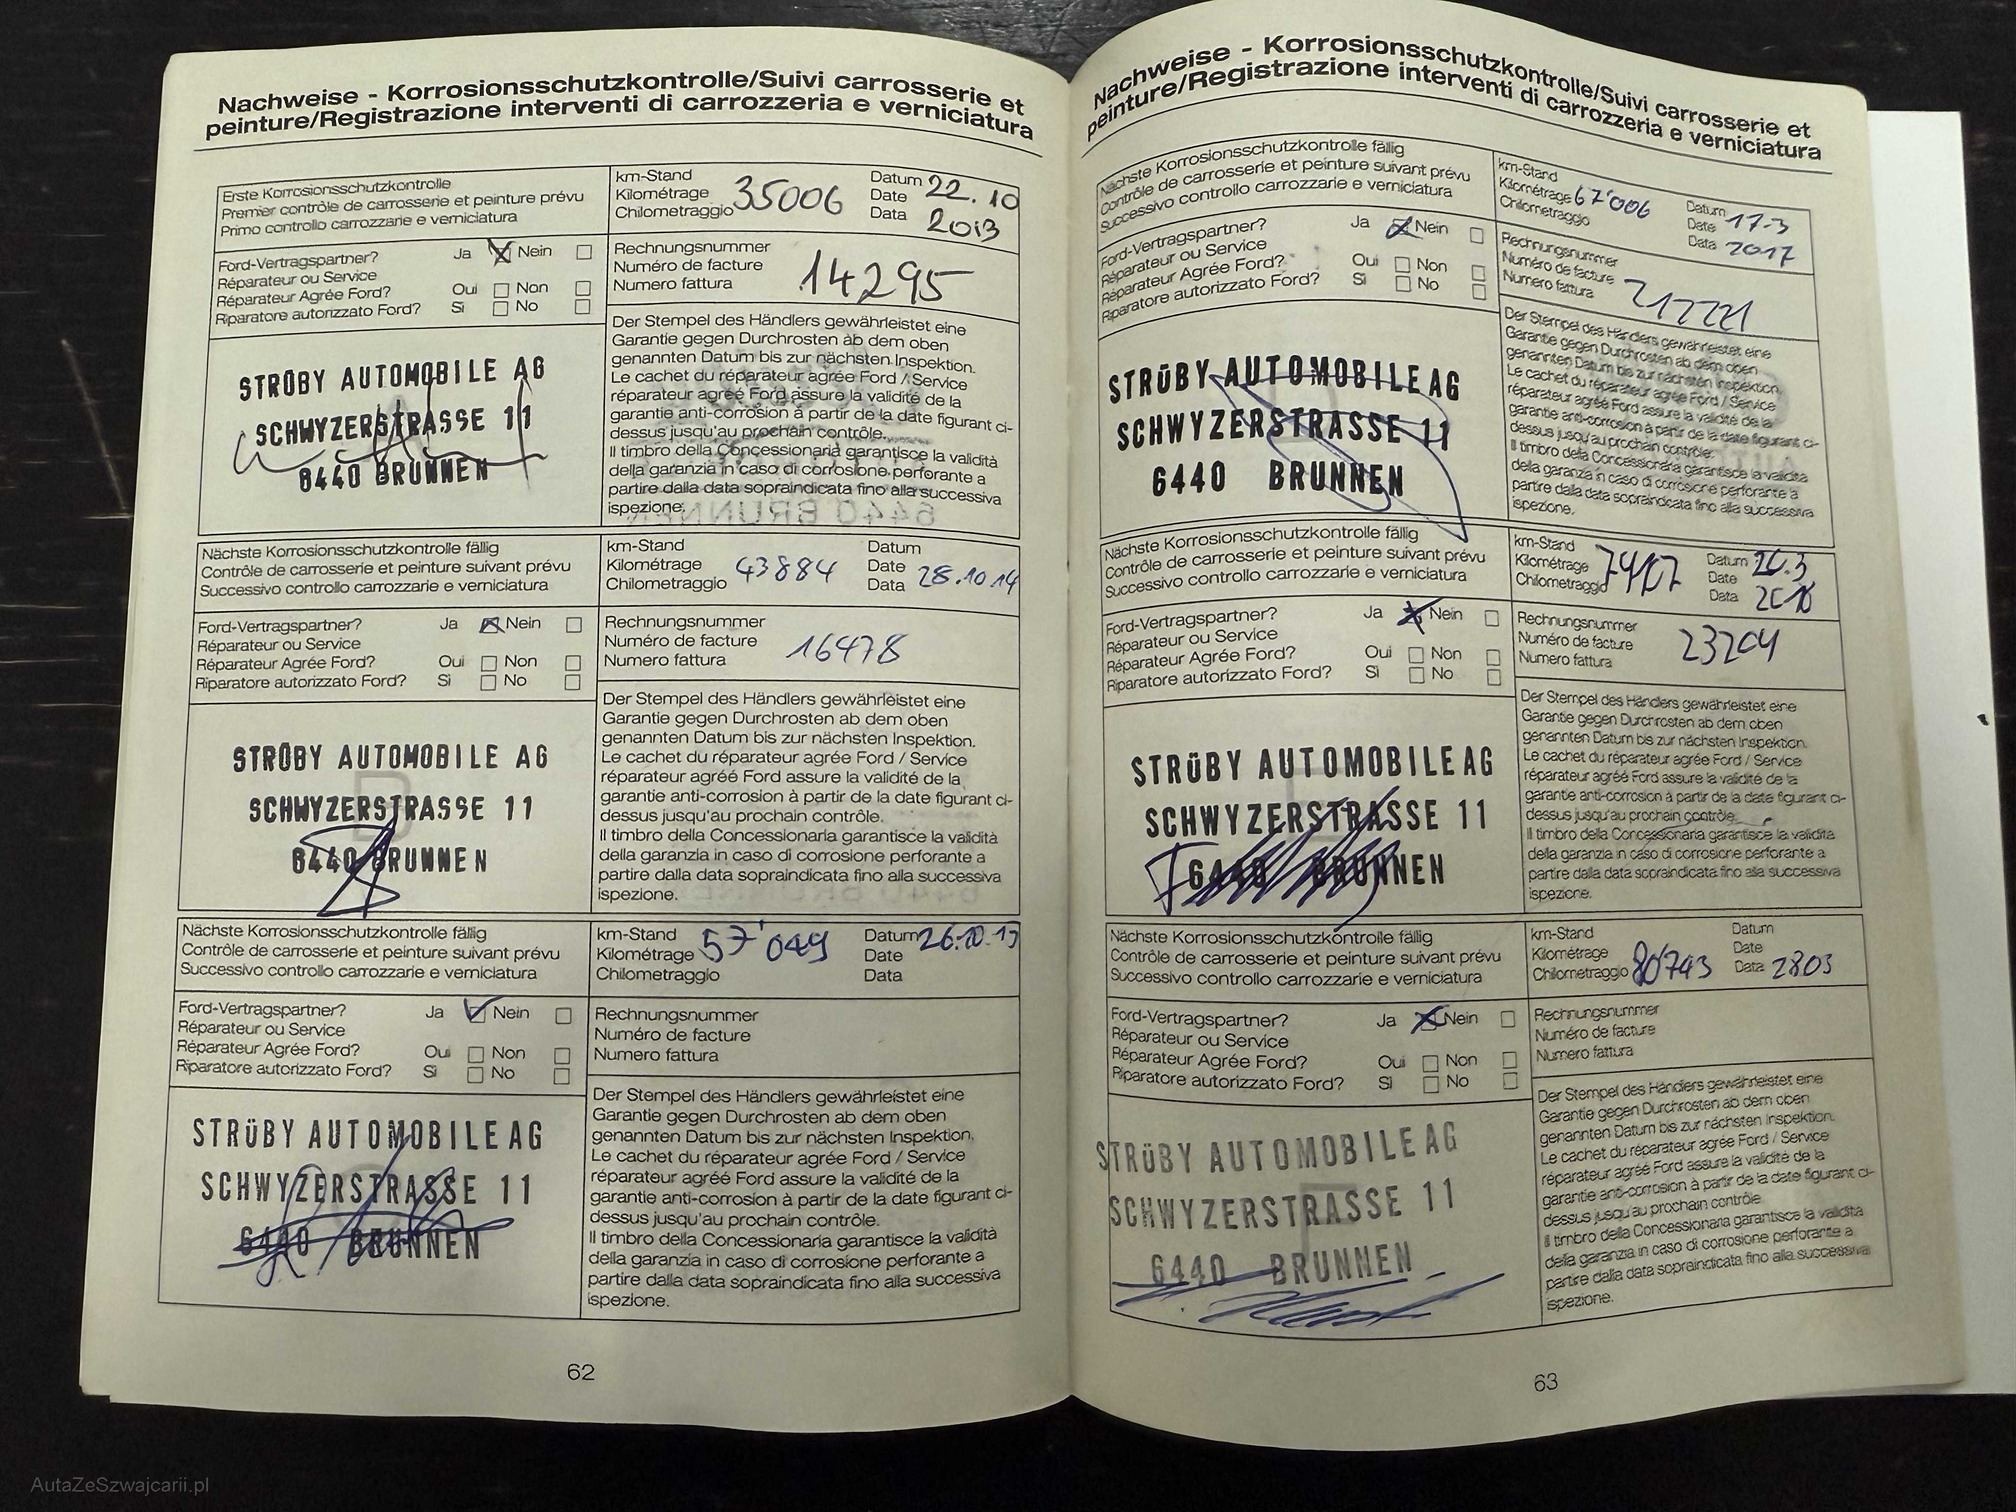 Nachweise - Korrosionsschutzkontrolle/Suivi carrosserie et
peinture/Registrazione interventi di carrozzeria e verniciatura
Erste Korrosionsschutzkontrolle
Premier contrôle de carrosserie et peinture prévu
Primo controllo carrozzarie e verniciatura
km-Stand
Kilométrage 35006
Chilometraggio
Datum 22.10
Date 2013
Data
Ford-Vertragspartner? Ja Nein
Réparateur ou Service
Réparateur Agrée Ford? Oui Non
Riparatore autorizzato Ford? Sì No
Rechnungsnummer
Numéro de facture 14295
Numero fattura
STRÜBY AUTOMOBILE AG
SCHWYZERSTRASSE 11
6440 BRUNNEN
Der Stempel des Händlers gewährleistet eine
Garantie gegen Durchrosten ab dem oben
genannten Datum bis zur nächsten Inspektion.
Le cachet du réparateur agrée Ford / Service
réparateur agréé Ford assure la validité de la
garantie anti-corrosion à partir de la date figurant ci-
dessus jusqu'au prochain contrôle.
Il timbro della Concessionaria garantisce la validità
della garanzia in caso di corrosione perforante a
partire dalla data sopraindicata fino alla successiva
ispezione.
Nächste Korrosionsschutzkontrolle fällig
Contrôle de carrosserie et peinture suivant prévu
Successivo controllo carrozzarie e verniciatura
km-Stand
Kilométrage 43884
Chilometraggio
Datum
Date 28.10.14
Data
Ford-Vertragspartner? Ja Nein
Réparateur ou Service
Réparateur Agrée Ford? Oui Non
Riparatore autorizzato Ford? Sì No
Rechnungsnummer
Numéro de facture 16478
Numero fattura
STRÜBY AUTOMOBILE AG
SCHWYZERSTRASSE 11
6440 BRUNNEN
Der Stempel des Händlers gewährleistet eine
Garantie gegen Durchrosten ab dem oben
genannten Datum bis zur nächsten Inspektion.
Le cachet du réparateur agrée Ford / Service
réparateur agréé Ford assure la validité de la
garantie anti-corrosion à partir de la date figurant ci-
dessus jusqu'au prochain contrôle.
Il timbro della Concessionaria garantisce la validità
della garanzia in caso di corrosione perforante a
partire dalla data sopraindicata fino alla successiva
ispezione.
Nächste Korrosionsschutzkontrolle fällig
Contrôle de carrosserie et peinture suivant prévu
Successivo controllo carrozzarie e verniciatura
km-Stand
Kilométrage 57'049
Chilometraggio
Datum
Date
Data
Ford-Vertragspartner? Ja Nein
Réparateur ou Service
Réparateur Agrée Ford? Oui Non
Riparatore autorizzato Ford? Sì No
Rechnungsnummer
Numéro de facture
Numero fattura
STRÜBY AUTOMOBILE AG
SCHWYZERSTRASSE 11
6440 BRUNNEN
Der Stempel des Händlers gewährleistet eine
Garantie gegen Durchrosten ab dem oben
genannten Datum bis zur nächsten Inspektion.
Le cachet du réparateur agrée Ford / Service
réparateur agréé Ford assure la validité de la
garantie anti-corrosion à partir de la date figurant ci-
dessus jusqu'au prochain contrôle.
Il timbro della Concessionaria garantisce la validità
della garanzia in caso di corrosione perforante a
partire dalla data sopraindicata fino alla successiva
ispezione.
62
Nachweise - Korrosionsschutzkontrolle/Suivi carrosserie et
peinture/Registrazione interventi di carrozzeria e verniciatura
Nächste Korrosionsschutzkontrolle fällig
Contrôle de carrosserie et peinture suivant prévu
Successivo controllo carrozzarie e verniciatura
km-Stand
Kilométrage 67'006
Chilometraggio
Datum 17.3
Date 2017
Data
Ford-Vertragspartner? Ja Nein
Réparateur ou Service
Réparateur Agrée Ford? Oui Non
Riparatore autorizzato Ford? Sì No
Rechnungsnummer
Numéro de facture
Numero fattura
STRÜBY AUTOMOBILE AG
SCHWYZERSTRASSE 11
6440 BRUNNEN
Der Stempel des Händlers gewährleistet eine
Garantie gegen Durchrosten ab dem oben
genannten Datum bis zur nächsten Inspektion.
Le cachet du réparateur agrée Ford / Service
réparateur agréé Ford assure la validité de la
garantie anti-corrosion à partir de la date figurant ci-
dessus jusqu'au prochain contrôle.
Il timbro della Concessionaria garantisce la validità
della garanzia in caso di corrosione perforante a
partire dalla data sopraindicata fino alla successiva
ispezione.
Nächste Korrosionsschutzkontrolle fällig
Contrôle de carrosserie et peinture suivant prévu
Successivo controllo carrozzarie e verniciatura
km-Stand
Kilométrage
Chilometraggio
Datum
Date 2018
Data
Ford-Vertragspartner? Ja Nein
Réparateur ou Service
Réparateur Agrée Ford? Oui Non
Riparatore autorizzato Ford? Sì No
Rechnungsnummer
Numéro de facture 23204
Numero fattura
STRÜBY AUTOMOBILE AG
SCHWYZERSTRASSE 11
6440 BRUNNEN
Der Stempel des Händlers gewährleistet eine
Garantie gegen Durchrosten ab dem oben
genannten Datum bis zur nächsten Inspektion.
Le cachet du réparateur agrée Ford / Service
réparateur agréé Ford assure la validité de la
garantie anti-corrosion à partir de la date figurant ci-
dessus jusqu'au prochain contrôle.
Il timbro della Concessionaria garantisce la validità
della garanzia in caso di corrosione perforante a
partire dalla data sopraindicata fino alla successiva
ispezione.
Nächste Korrosionsschutzkontrolle fällig
Contrôle de carrosserie et peinture suivant prévu
Successivo controllo carrozzarie e verniciatura
km-Stand
Kilométrage
Chilometraggio 80'743
Datum
Date
Data 2803
Ford-Vertragspartner? Ja Nein
Réparateur ou Service
Réparateur Agrée Ford? Oui Non
Riparatore autorizzato Ford? Sì No
Rechnungsnummer
Numéro de facture
Numero fattura
STRÜBY AUTOMOBILE AG
SCHWYZERSTRASSE 11
6440 BRUNNEN
Der Stempel des Händlers gewährleistet eine
Garantie gegen Durchrosten ab dem oben
genannten Datum bis zur nächsten Inspektion.
Le cachet du réparateur agrée Ford / Service
réparateur agréé Ford assure la validité de la
garantie anti-corrosion à partir de la date figurant ci-
dessus jusqu'au prochain contrôle.
Il timbro della Concessionaria garantisce la validità
della garanzia in caso di corrosione perforante a
partire dalla data sopraindicata fino alla successiva
ispezione.
63
AutaZeSzwajcarii.pl